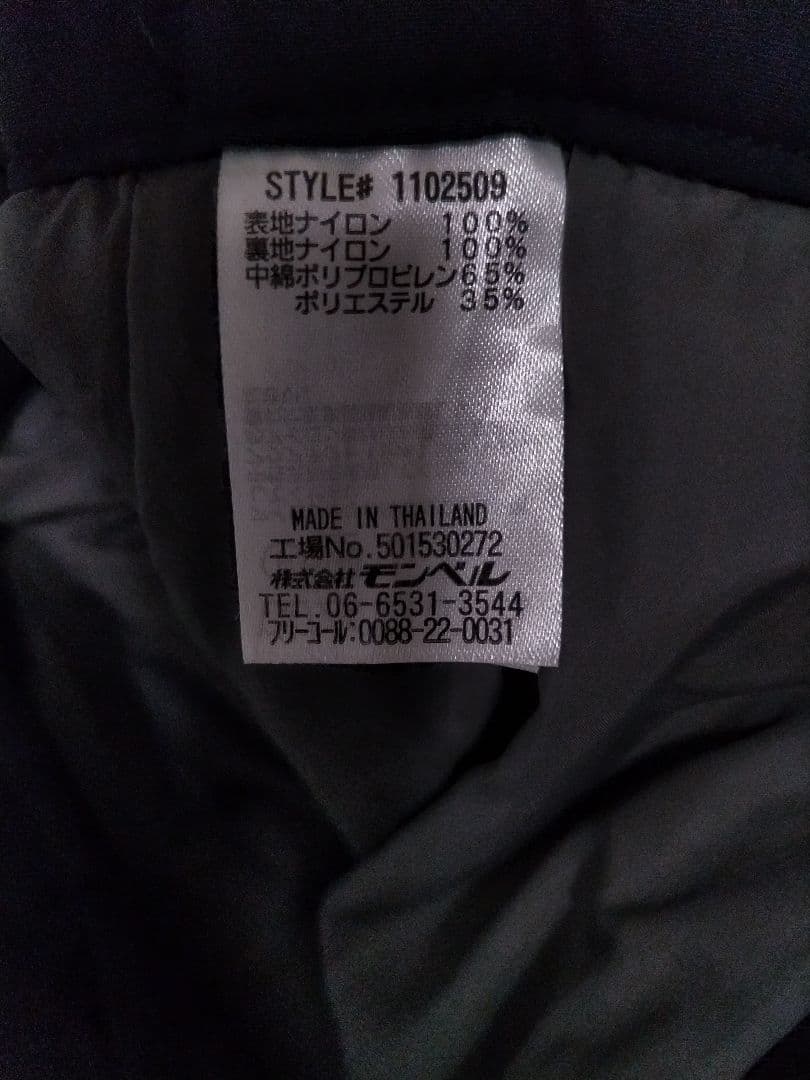 STYLE# 1102509
表地ナイロン 100%
裏地ナイロン 100%
中綿ポリプロピレン65%
ポリエステル 35%
MADE IN THAILAND
工場No.501530272
株式会社 モンベル
TEL.06-6531-3544
フリーコール:0088-22-0031